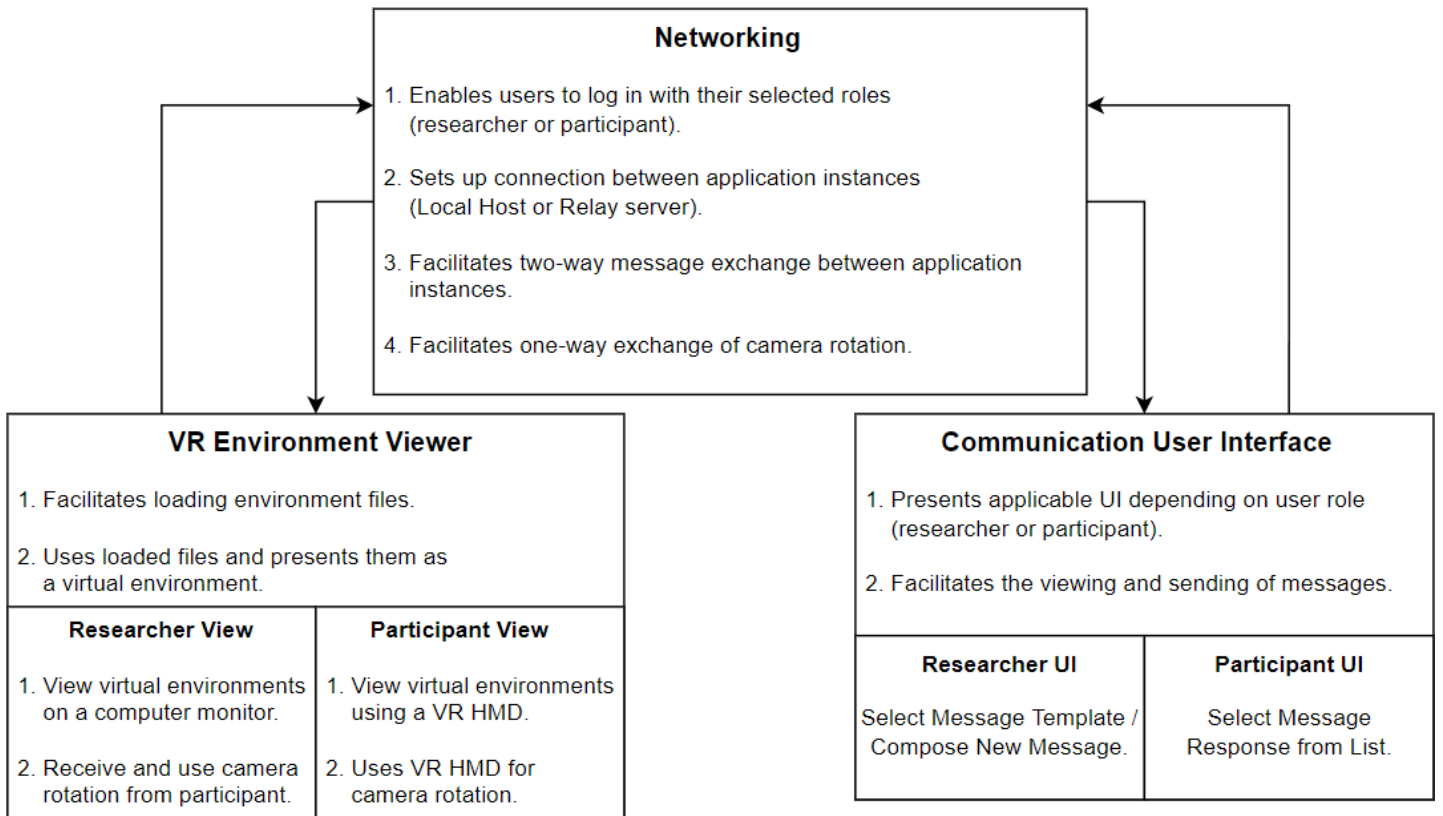 Networking
1. Enables users to log in with their selected roles
(researcher or participant).
2. Sets up connection between application instances
(Local Host or Relay server).
3. Facilitates two-way message exchange between application
instances.
4. Facilitates one-way exchange of camera rotation.
VR Environment Viewer
1. Facilitates loading environment files.
2. Uses loaded files and presents them as
a virtual environment.
Researcher View
1. View virtual environments
on a computer monitor.
2. Receive and use camera
rotation from participant.
Participant View
1. View virtual environments
using a VR HMD.
2. Uses VR HMD for
camera rotation.
Communication User Interface
1. Presents applicable UI depending on user role
(researcher or participant).
2. Facilitates the viewing and sending of messages.
Researcher UI
Select Message Template /
Compose New Message.
Participant UI
Select Message
Response from List.